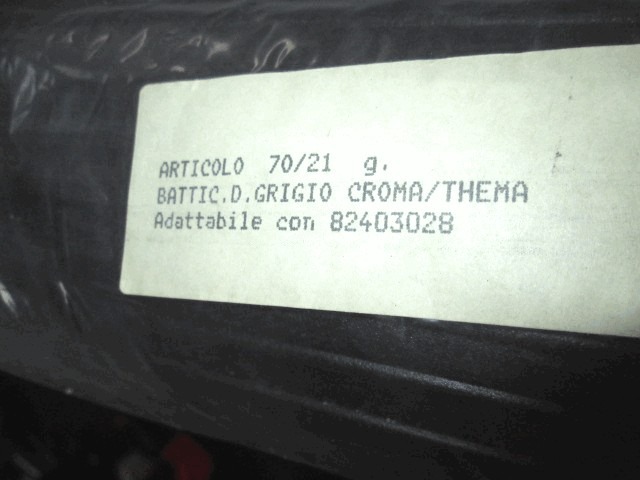 ARTICOLO 70/21 g.
BATTIC.D.GRIGIO CROMA/THEMA
Adattabile con 82403028